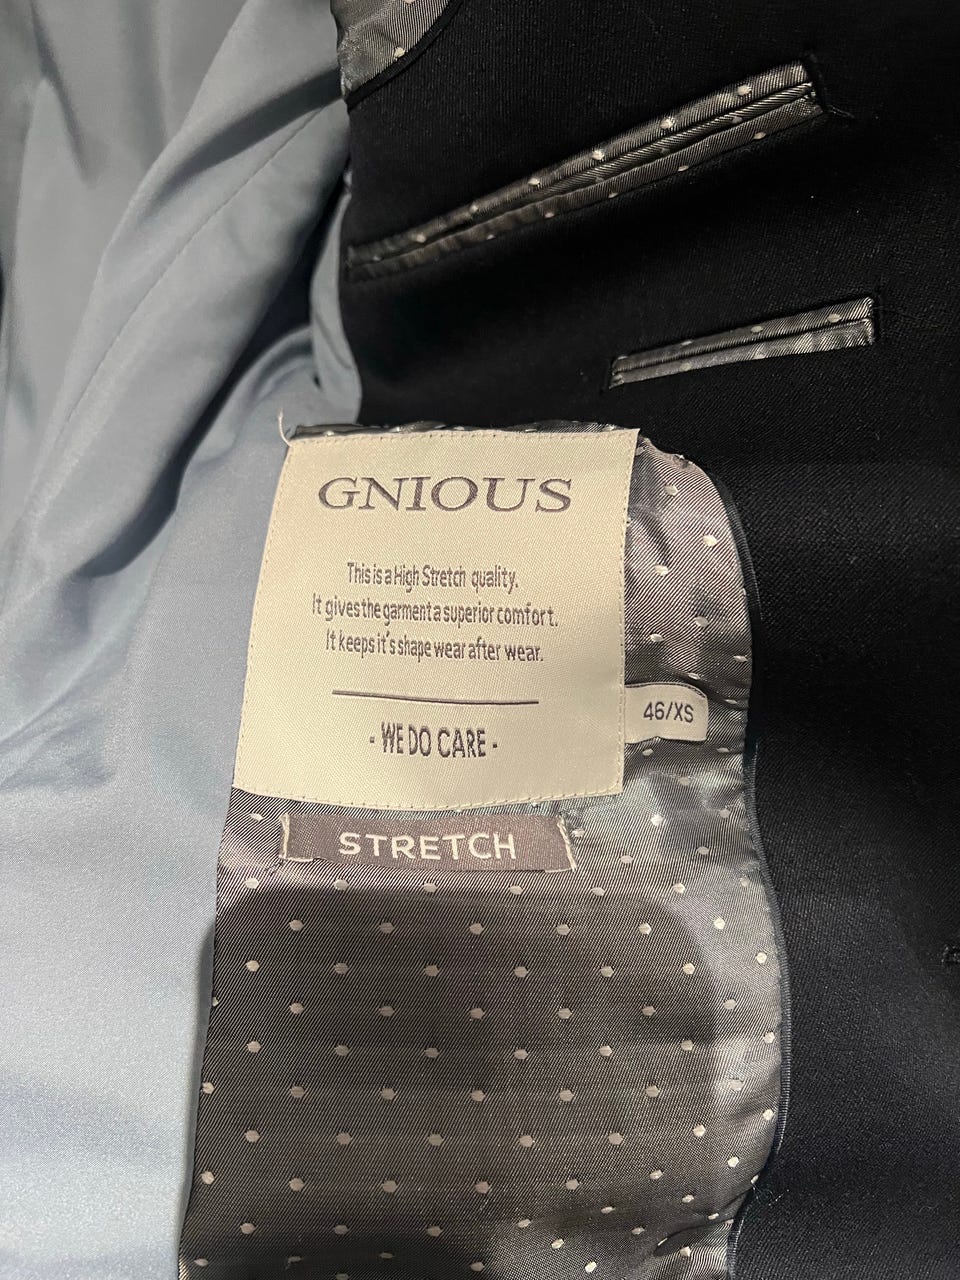 GNIOUS
This is a High Stretch quality.
It gives the garment a superior comfort.
It keeps it's shape wear after wear.
- WE DO CARE -
46/XS
STRETCH